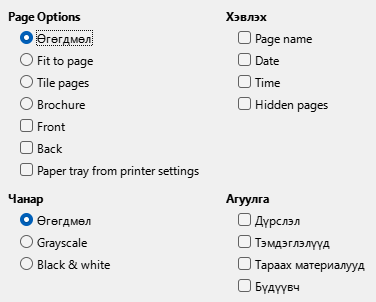 Page Options
Өгөгдмөл
Fit to page
Tile pages
Brochure
Front
Back
Paper tray from printer settings
Хэвлэх
Page name
Date
Time
Hidden pages
Чанар
Өгөгдмөл
Grayscale
Black & white
Агуулга
Дүрслэл
Тэмдэглэлүүд
Тараах материалууд
Бүдүүвч